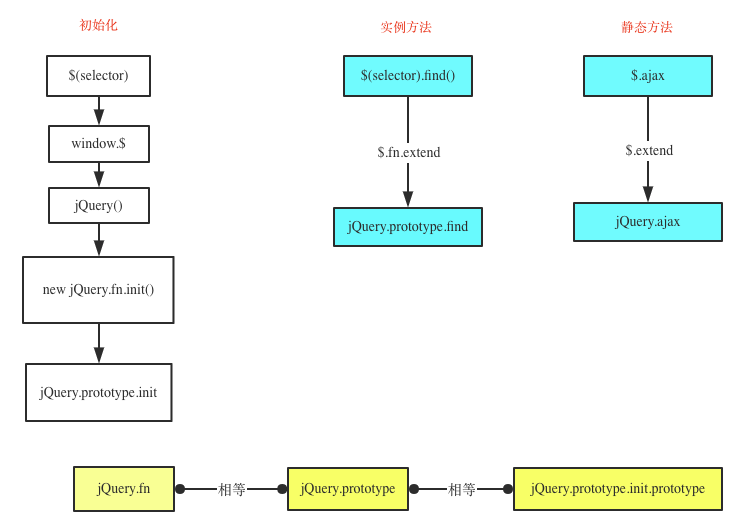 初始化
$(selector)
window.$
jQuery()
new jQuery.fn.init()
jQuery.prototype.init
实例方法
$(selector).find()
$.fn.extend
jQuery.prototype.find
静态方法
$.ajax
$.extend
jQuery.ajax
jQuery.fn
相等
jQuery.prototype
相等
jQuery.prototype.init.prototype